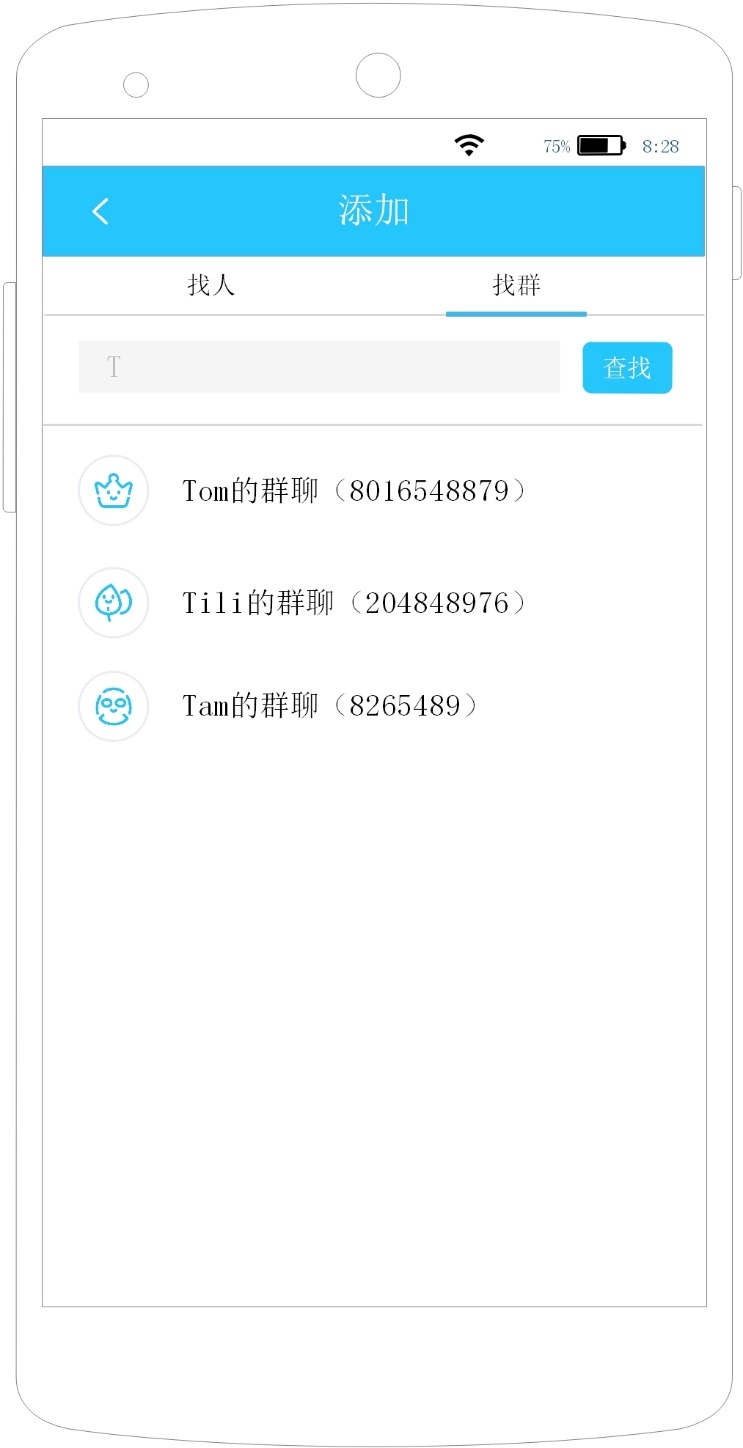 75% 8:28
添加
找人 找群
T 查找
Tom的群聊（8016548879）
Tili的群聊（204848976）
Tam的群聊（8265489）